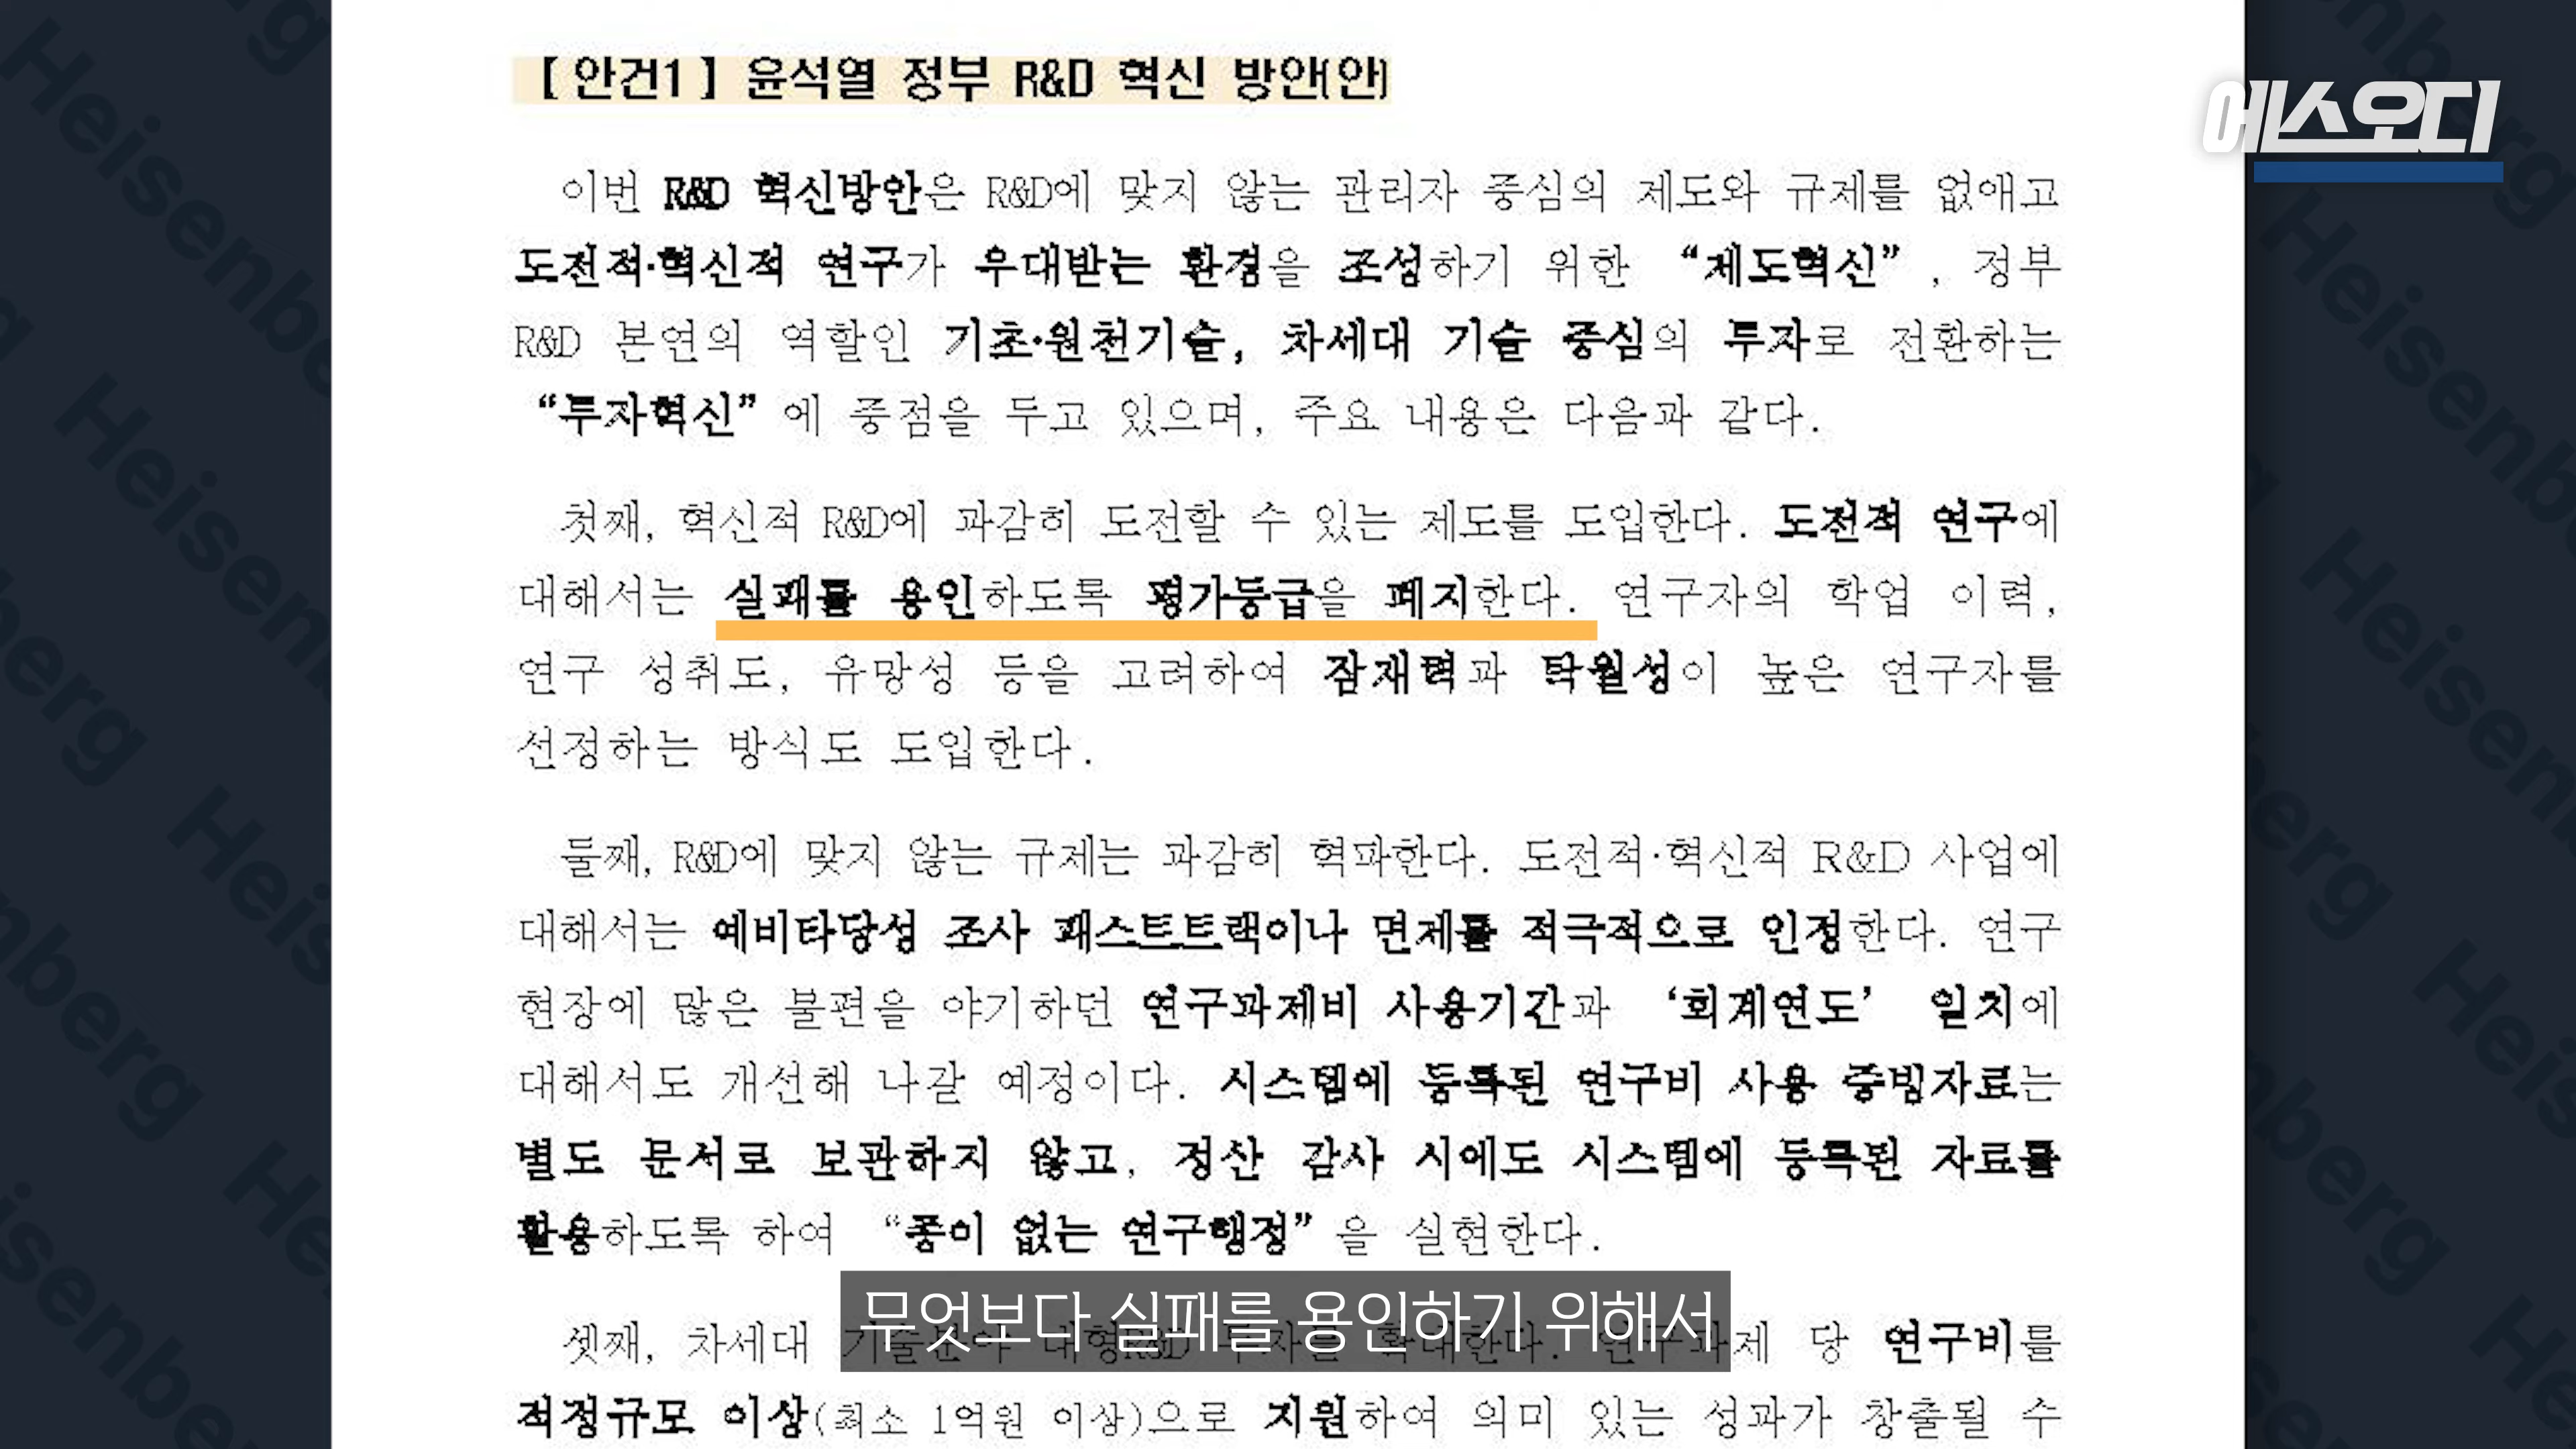 【안건1】 윤석열 정부 R&D 혁신 방안(안)
에스오디
이번 R&D 혁신방안은 R&D에 맞지 않는 관리자 중심의 제도와 규제를 없애고
도전적·혁신적 연구가 우대받는 환경을 조성하기 위한 “제도혁신”, 정부
R&D 본연의 역할인 기초·원천기술, 차세대 기술 중심의 투자로 전환하는
“투자혁신”에 중점을 두고 있으며, 주요 내용은 다음과 같다.
첫째, 혁신적 R&D에 과감히 도전할 수 있는 제도를 도입한다. 도전적 연구에
대해서는 실패를 용인하도록 평가등급을 폐지한다. 연구자의 학업 이력,
연구 성취도, 유망성 등을 고려하여 잠재력과 탁월성이 높은 연구자를
선정하는 방식도 도입한다.
둘째, R&D에 맞지 않는 규제는 과감히 혁파한다. 도전적·혁신적 R&D 사업에
대해서는 예비타당성 조사 패스트트랙이나 면제를 적극적으로 인정한다. 연구
현장에 많은 불편을 야기하던 연구과제비 사용기간과 ‘회계연도’ 일치에
대해서도 개선해 나갈 예정이다. 시스템에 등록된 연구비 사용 증빙자료는
별도 문서로 보관하지 않고, 정산 감사 시에도 시스템에 등록된 자료를
활용하도록 하여 “종이 없는 연구행정”을 실현한다.
셋째, 차세대 기술분야 대형R&D 투자를 확대한다. 연구과제 당 연구비를
무엇보다 실패를 용인하기 위해서
적정규모 이상(최소 1억원 이상)으로 지원하여 의미 있는 성과가 창출될 수
Heisenberg